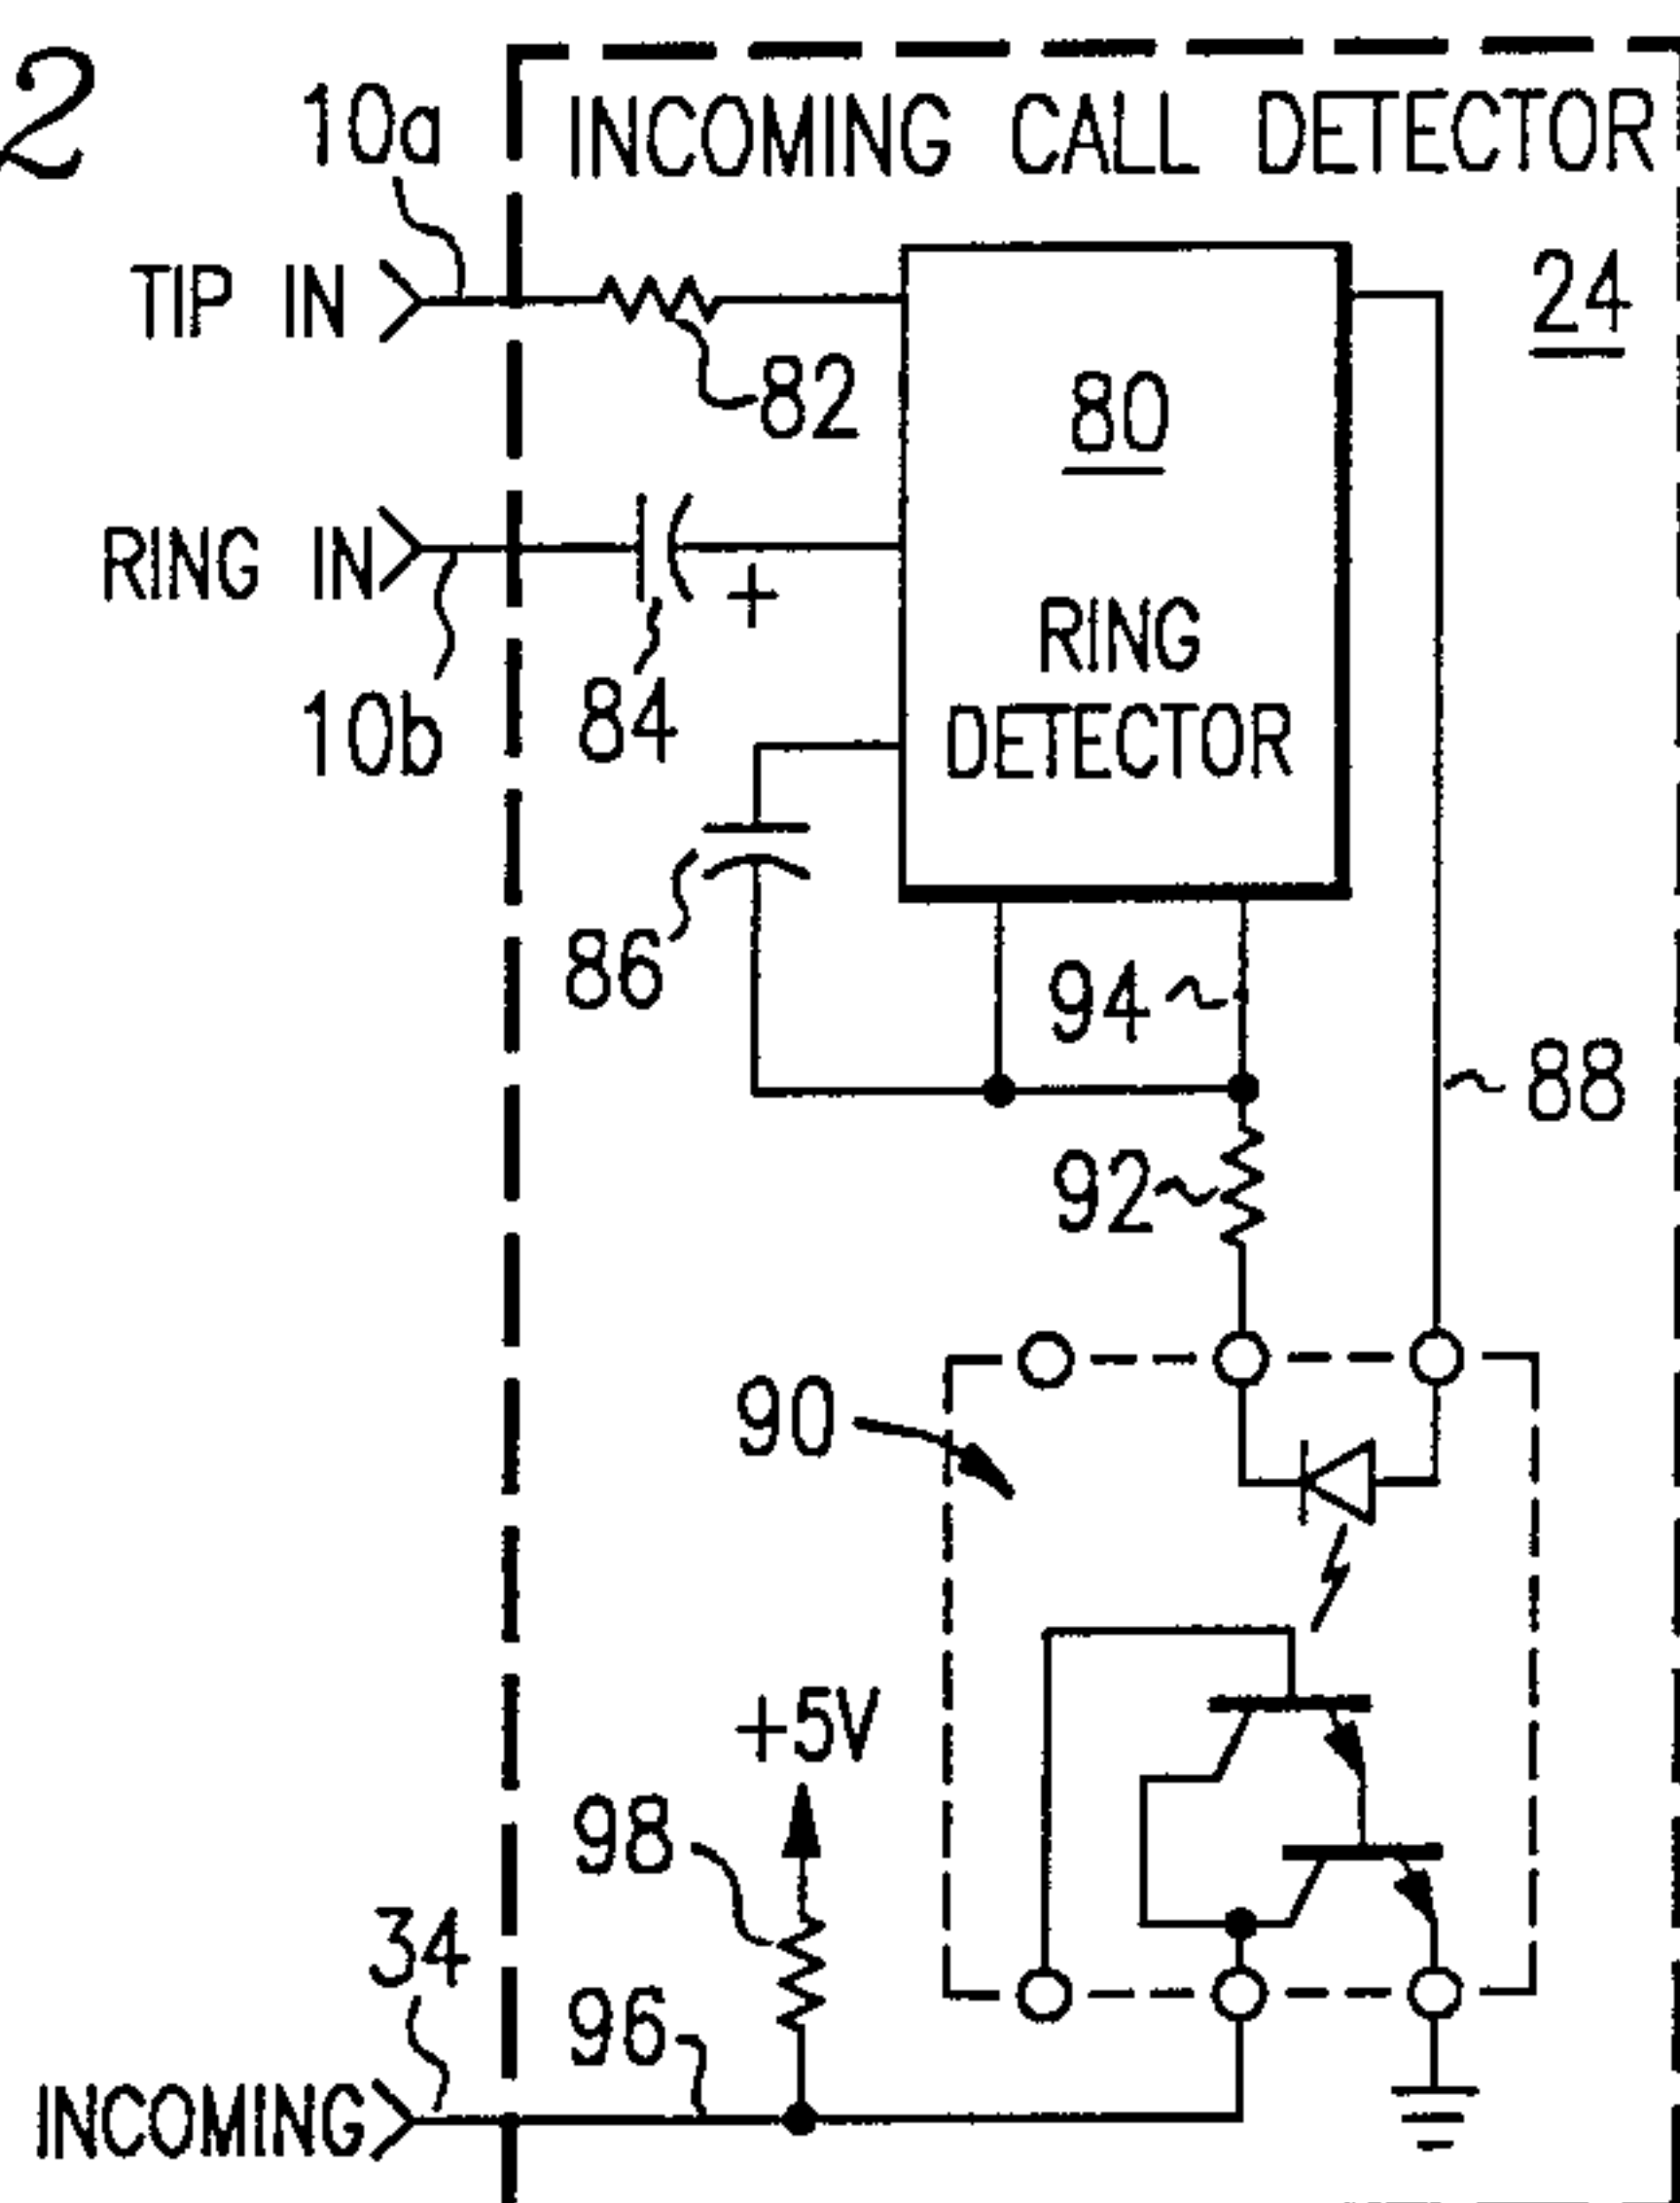 2
10a
INCOMING CALL DETECTOR
TIP IN
24
82
80
RING IN
+
RING
DETECTOR
10b
84
86
94
88
92
90
+5V
98
34
96
INCOMING